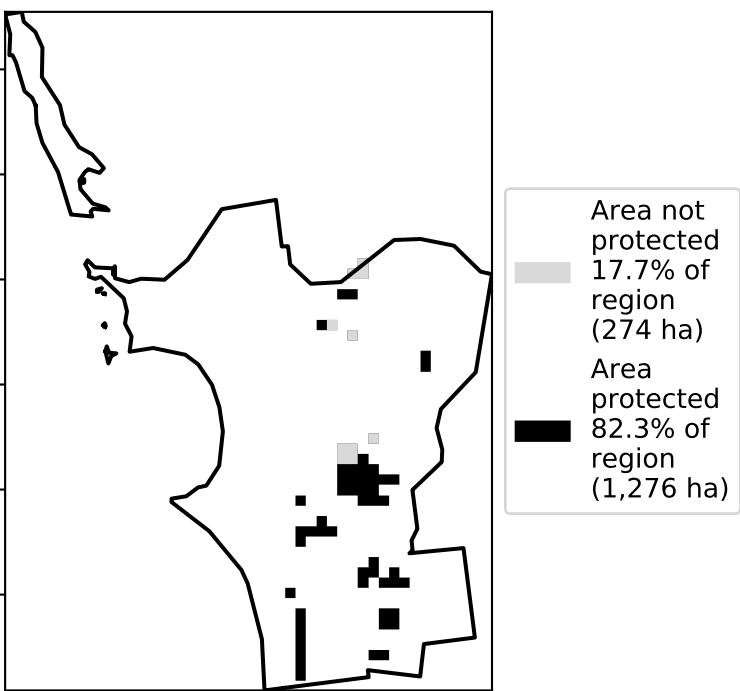 Area not
protected
17.7% of
region
(274 ha)
Area
protected
82.3% of
region
(1,276 ha)